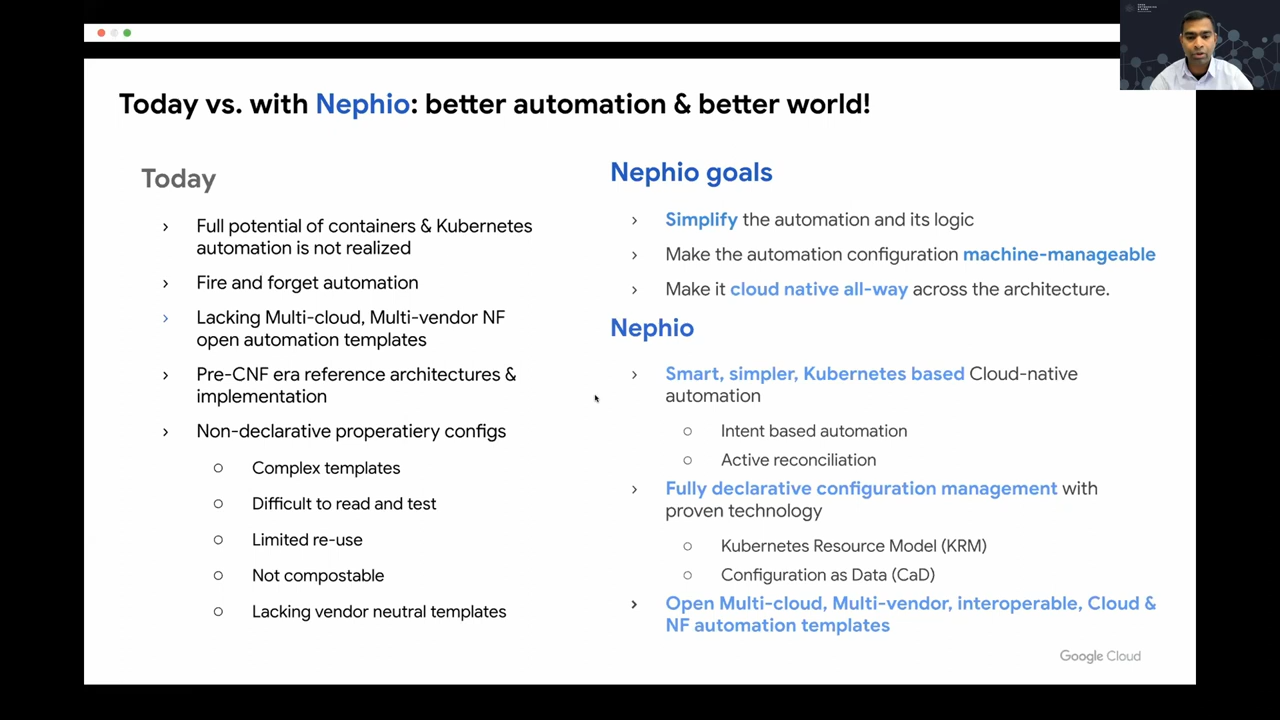 Today vs. with Nephio: better automation & better world!
Today
› Full potential of containers & Kubernetes
automation is not realized
› Fire and forget automation
› Lacking Multi-cloud, Multi-vendor NF
open automation templates
› Pre-CNF era reference architectures &
implementation
› Non-declarative properatiery configs
○ Complex templates
○ Difficult to read and test
○ Limited re-use
○ Not compostable
○ Lacking vendor neutral templates
Nephio goals
› Simplify the automation and its logic
› Make the automation configuration machine-manageable
› Make it cloud native all-way across the architecture.
Nephio
› Smart, simpler, Kubernetes based Cloud-native
automation
○ Intent based automation
○ Active reconciliation
› Fully declarative configuration management with
proven technology
○ Kubernetes Resource Model (KRM)
○ Configuration as Data (CaD)
› Open Multi-cloud, Multi-vendor, interoperable, Cloud &
NF automation templates
Google Cloud